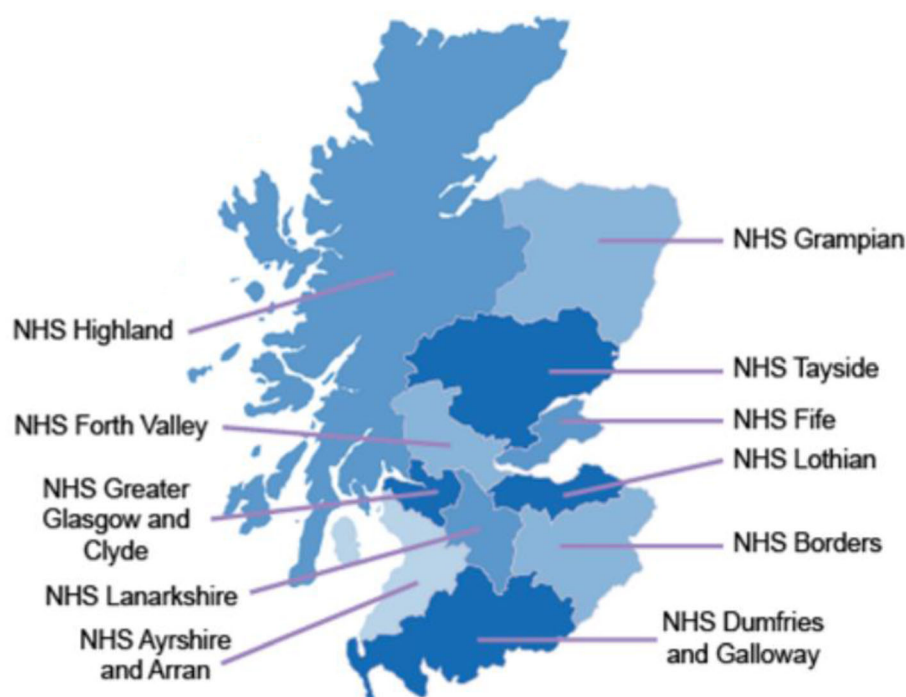 NHS Grampian
NHS Highland
NHS Tayside
NHS Forth Valley
NHS Fife
NHS Lothian
NHS Greater
Glasgow and
Clyde
NHS Borders
NHS Lanarkshire
NHS Ayrshire
and Arran
NHS Dumfries
and Galloway